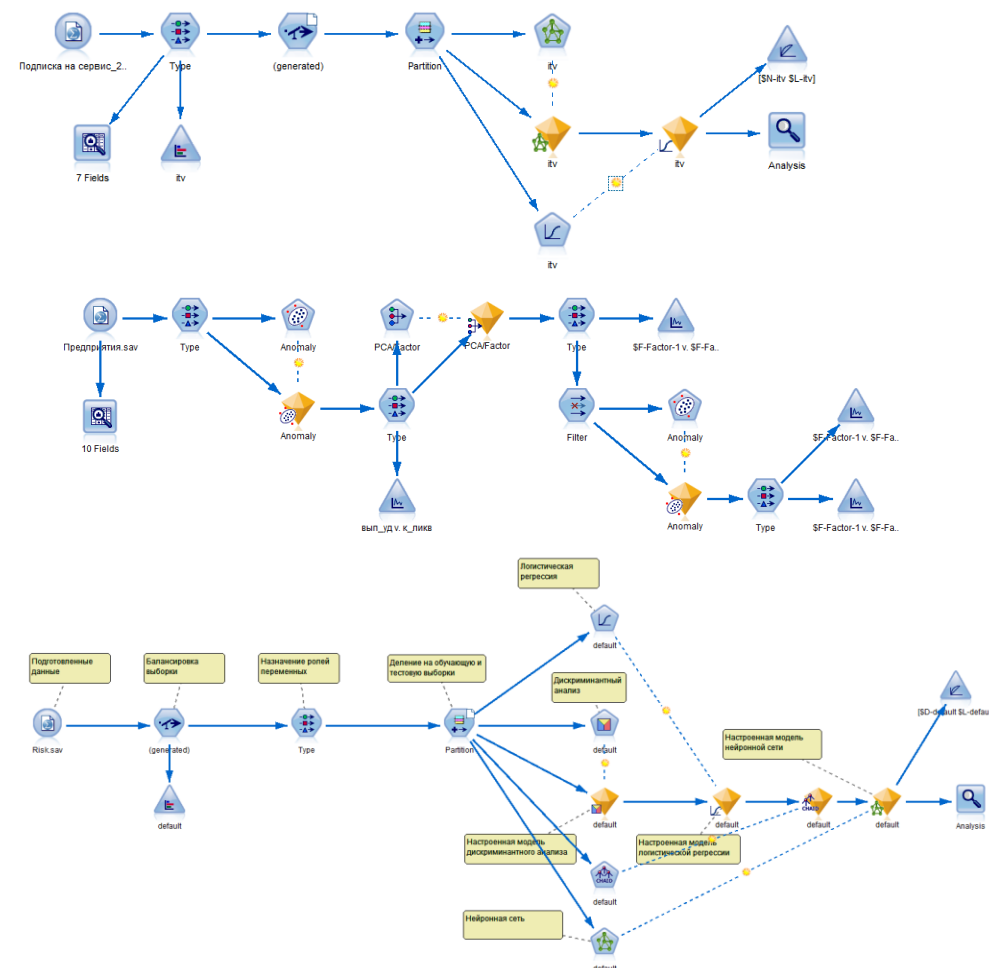 Подписка на сервис_2..
Type
(generated)
Partition
itv
[$N-itv $L-itv]
7 Fields
itv
itv
itv
Analysis
itv
Предприятия.sav
Type
Anomaly
PCA/Factor
PCA/Factor
Type
$F-Factor-1 v. $F-Fa..
10 Fields
Anomaly
Type
Filter
Anomaly
$F-Factor-1 v. $F-Fa..
вып_уд v. к_ликв
Anomaly
Type
$F-Factor-1 v. $F-Fa..
Логистическая
регрессия
default
Подготовленные
данные
Балансировка
выборки
Назначение ролей
переменных
Деление на обучающую и
тестовую выборки
Дискриминантный
анализ
[$D-default $L-defau
Risk.sav
(generated)
Type
Partition
default
Настроенная модель
нейронной сети
default
default
default
CHAID
default
default
Analysis
Настроенная модель
дискриминантного анализа
Настроенная модель
логистической регрессии
CHAID
default
Нейронная сеть
default